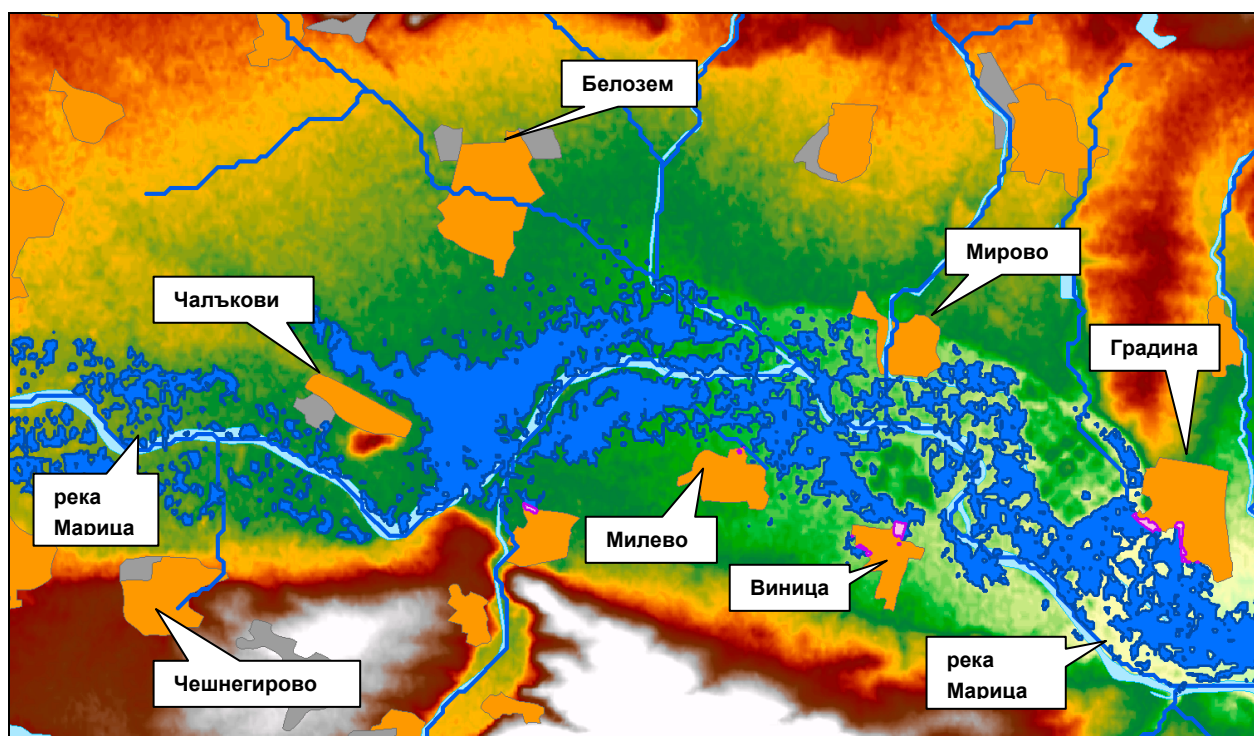 Белозем
Мирово
Чалъкови
Градина
река
Марица
Милево
Виница
Чешнегирово
река
Марица